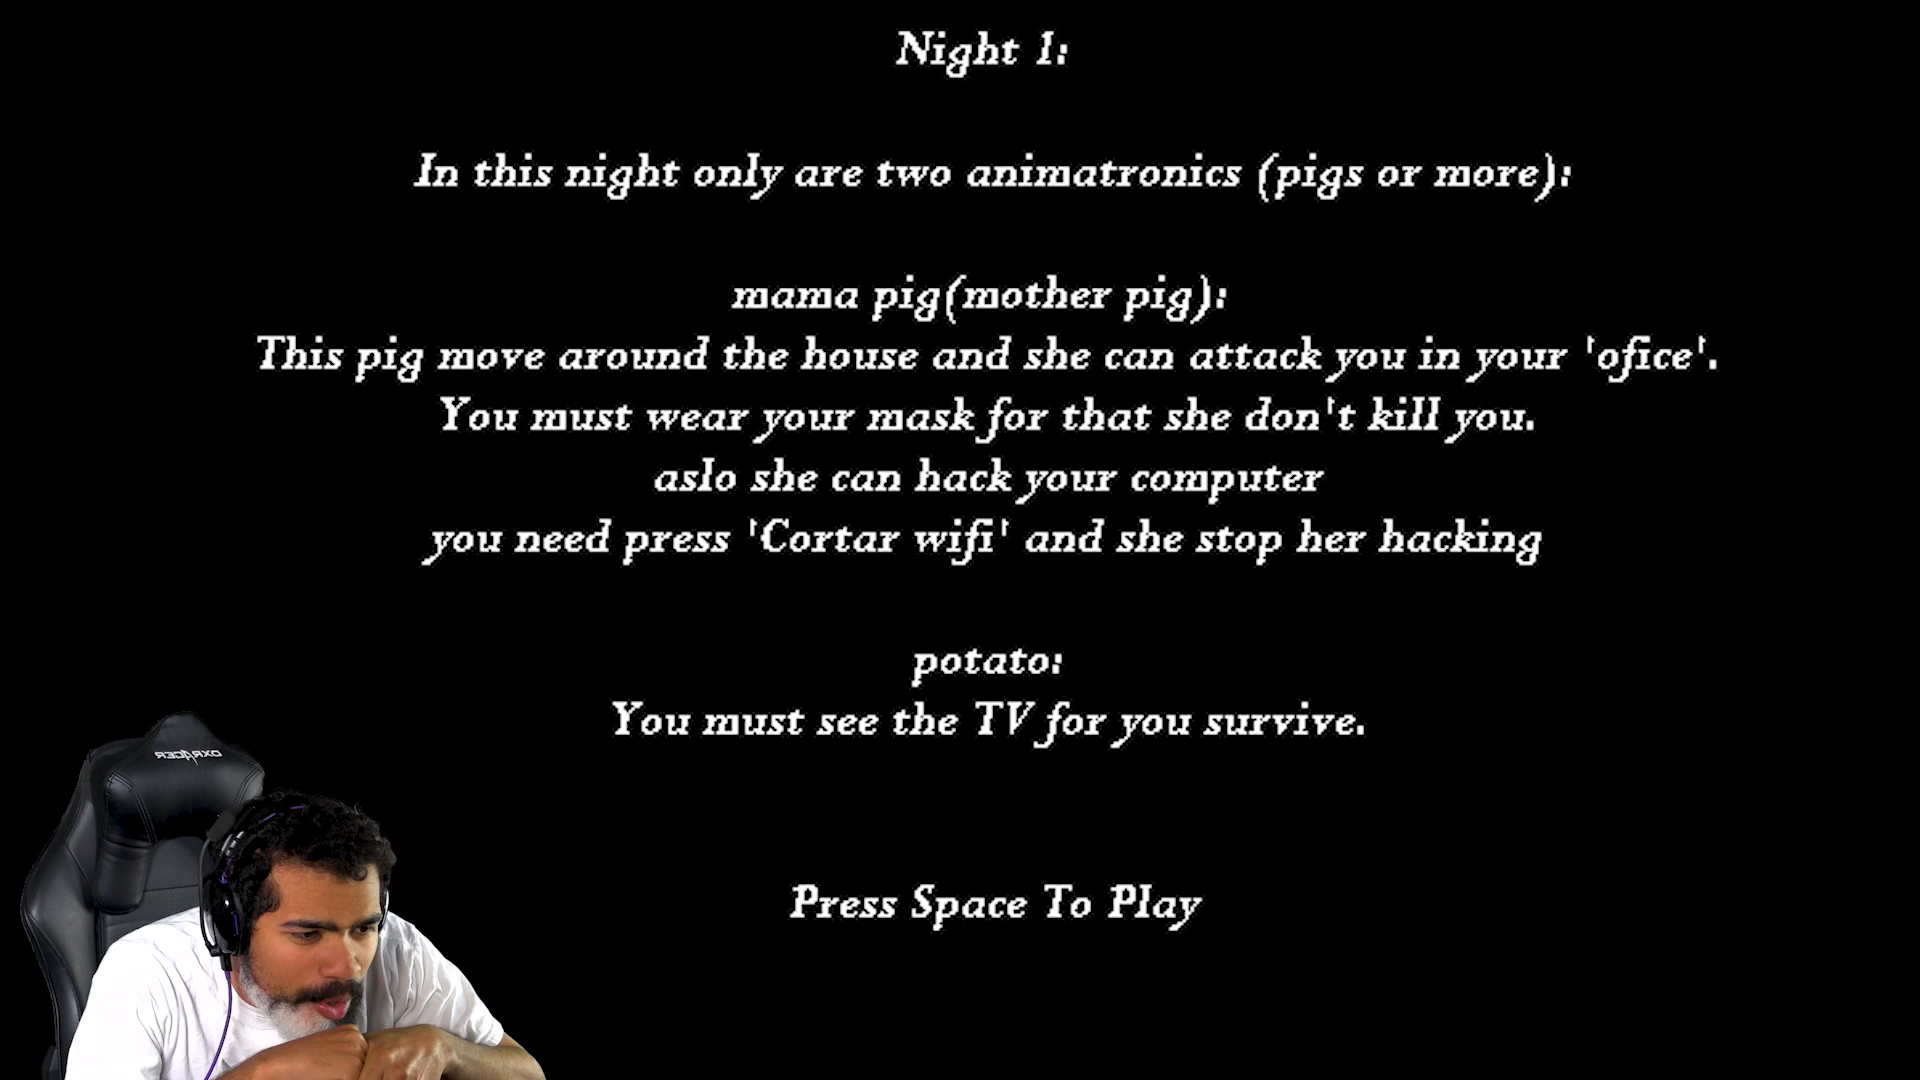 Night 1:
In this night only are two animatronics (pigs or more):
mama pig(mother pig):
This pig move around the house and she can attack you in your 'ofice'.
You must wear your mask for that she don't kill you.
aslo she can hack your computer
you need press 'Cortar wifi' and she stop her hacking
potato:
You must see the TV for you survive.
DXRACER
Press Space To Play